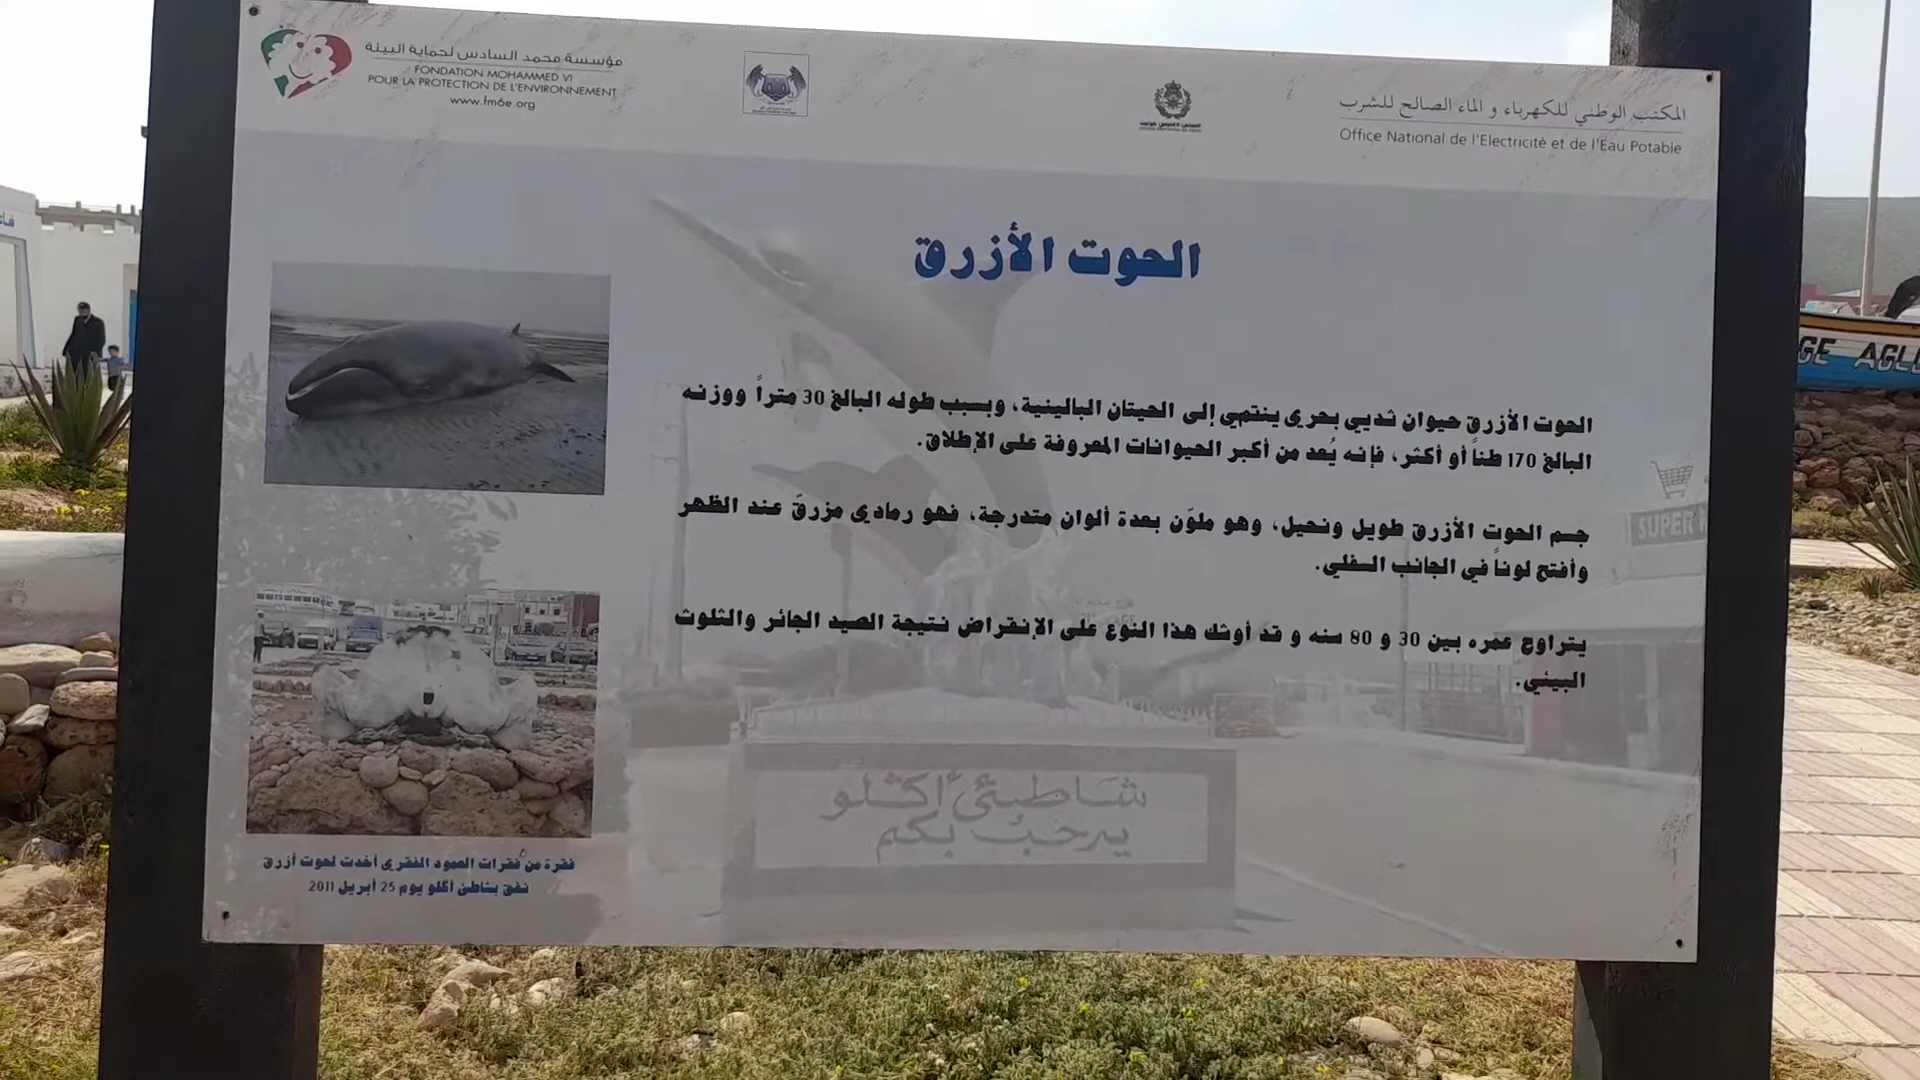 مؤسسة محمد السادس لحماية البيئة
FONDATION MOHAMMED VI
POUR LA PROTECTION DE L'ENVIRONNEMENT
www.fm6e.org
المكتب الوطني للكهرباء و الماء الصالح للشرب
Office National de l'Electricité et de l'Eau Potable
الحوت الأزرق
الحوت الأزرق حيوان ثديي بحري ينتمي إلى الحيتان البالينية، وبسبب طوله البالغ 30 متراً ووزنه
البالغ 170 طناً أو أكثر، فإنه يُعد من أكبر الحيوانات المعروفة على الإطلاق.
جسم الحوت الأزرق طويل ونحيل، وهو ملوّن بعدة ألوان متدرجة، فهو رمادي مزرقّ عند الظهر
وأفتح لوناً في الجانب السفلي.
يتراوح عمره بين 30 و 80 سنه و قد أوشك هذا النوع على الإنقراض نتيجة الصيد الجائر والثلوث
البيئي.
فقرة من فقرات العمود الفقري أخدت لحوت أزرق
نفق بشاطئ أكلو يوم 25 أبريل 2011
شاطئ أكلو
يرحب بكم
SUPER
GE AGL